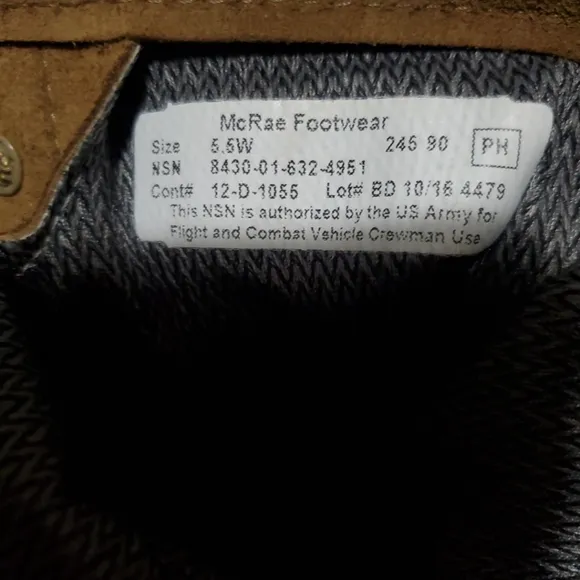 McRae Footwear
Size 5.5W 245 90 PH
NSN 8430-01-632-4951
Cont# 12-D-1055 Lot# BD 10/16 4479
This NSN is authorized by the US Army for
Flight and Combat Vehicle Crewman Use